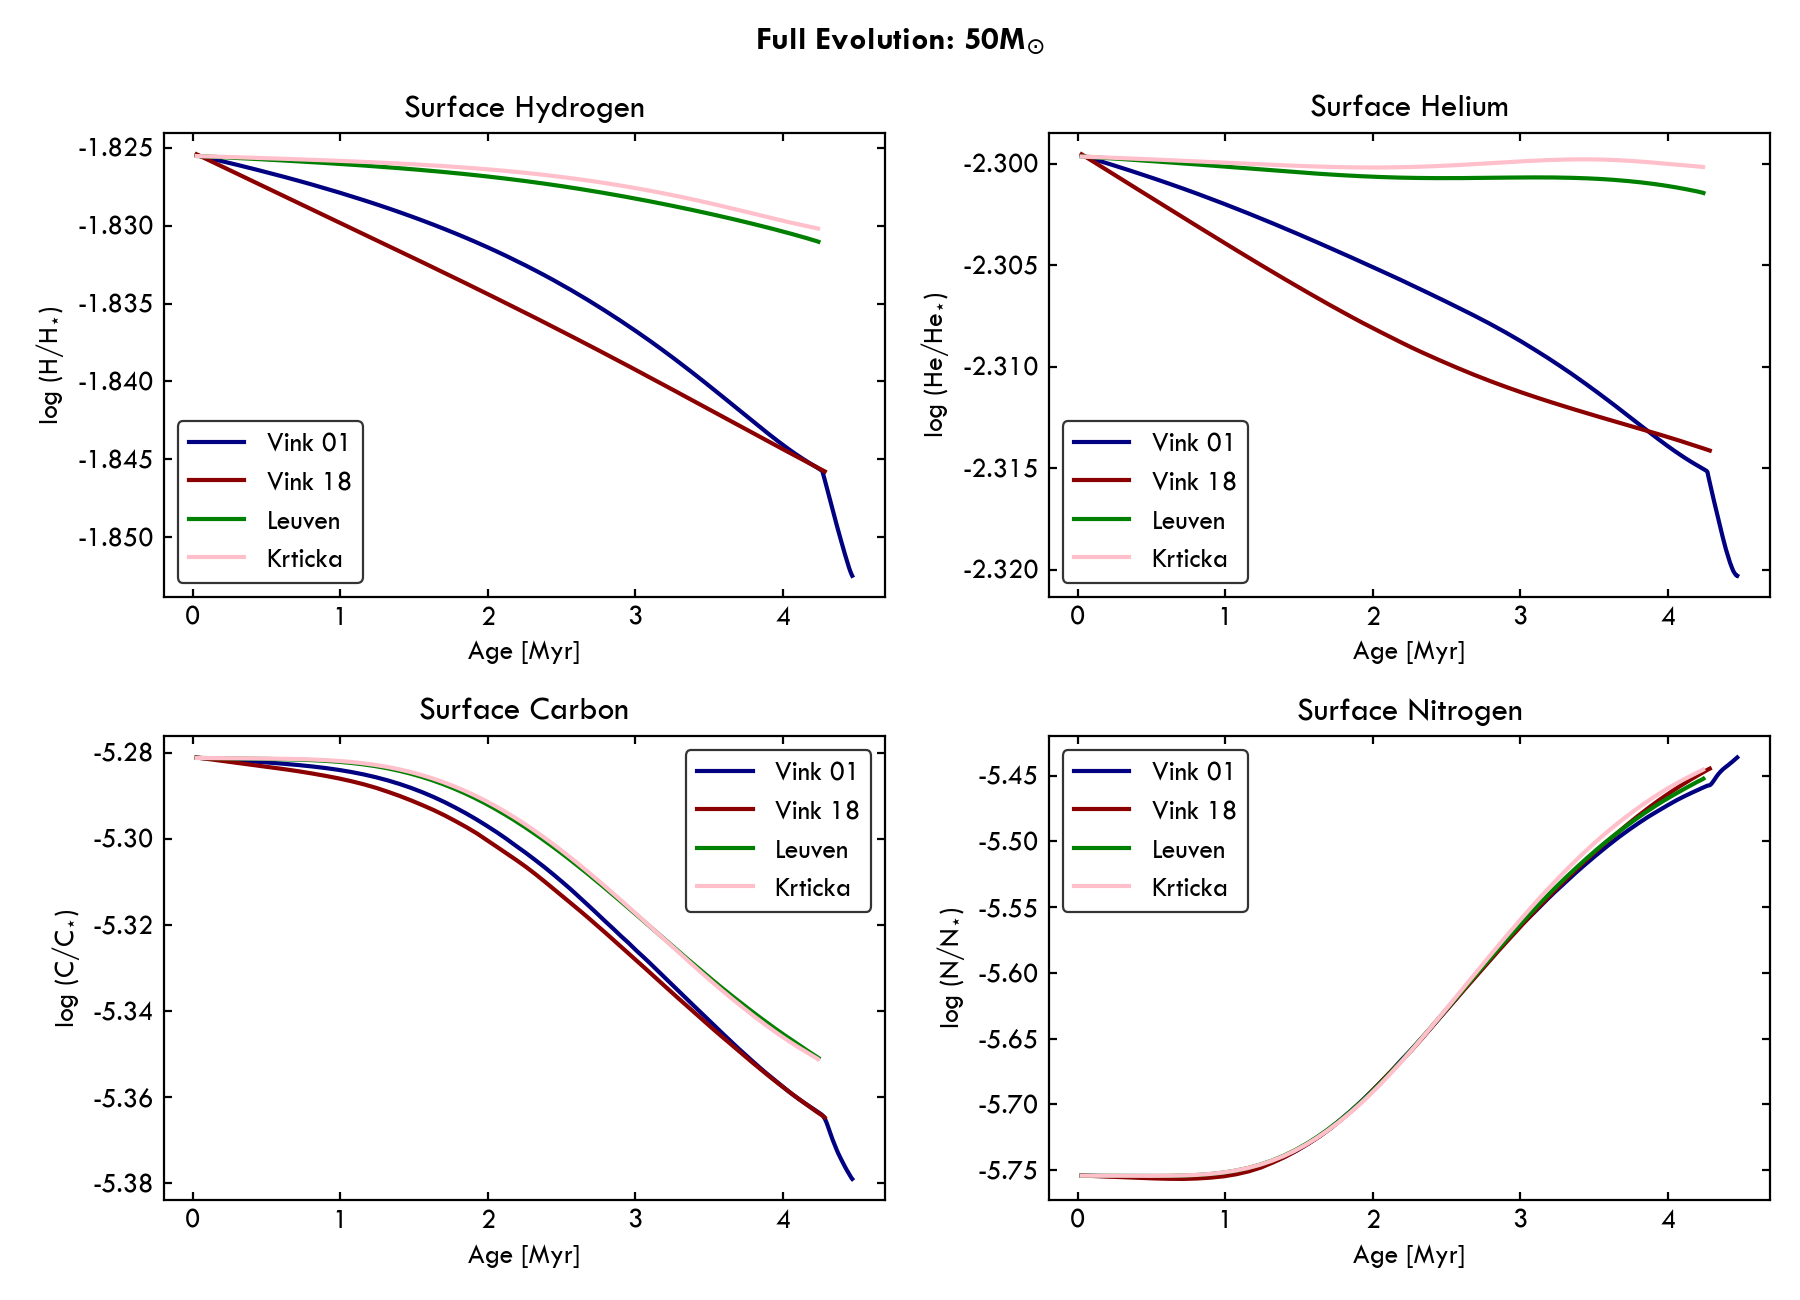 Full Evolution: 50M☉
Surface Hydrogen
log (H/H⋆)
-1.825
-1.830
-1.835
-1.840
-1.845
-1.850
Vink 01
Vink 18
Leuven
Krticka
0 1 2 3 4
Age [Myr]
Surface Helium
log (He/He⋆)
-2.300
-2.305
-2.310
-2.315
-2.320
Vink 01
Vink 18
Leuven
Krticka
0 1 2 3 4
Age [Myr]
Surface Carbon
log (C/C⋆)
-5.28
-5.30
-5.32
-5.34
-5.36
-5.38
Vink 01
Vink 18
Leuven
Krticka
0 1 2 3 4
Age [Myr]
Surface Nitrogen
log (N/N⋆)
-5.45
-5.50
-5.55
-5.60
-5.65
-5.70
-5.75
Vink 01
Vink 18
Leuven
Krticka
0 1 2 3 4
Age [Myr]